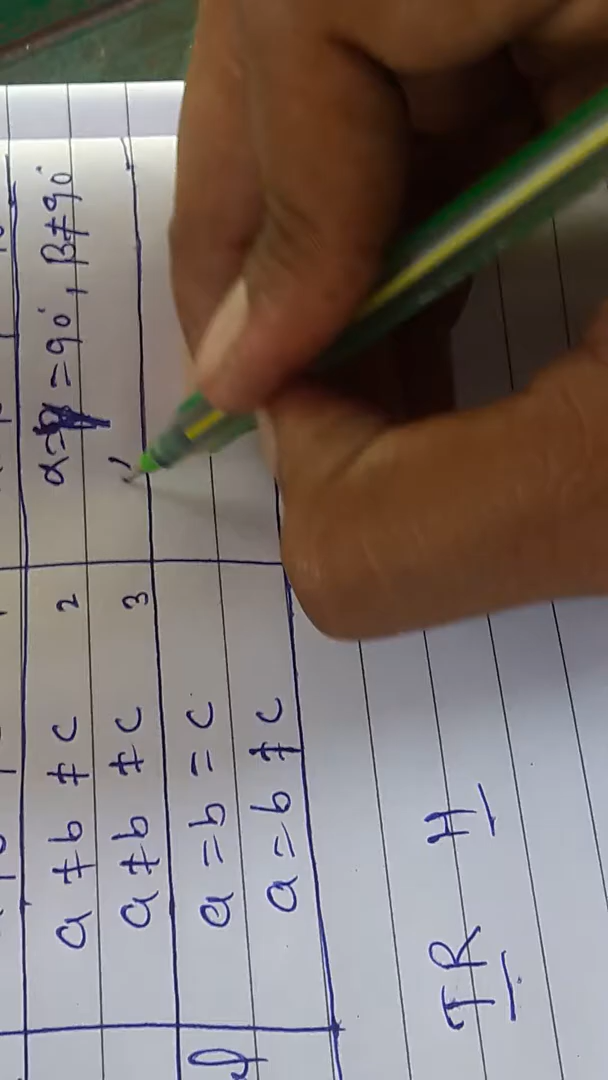 a ≠ b ≠ c 2 α = γ = 90°, β ≠ 90°
a ≠ b ≠ c 3
a = b = c
a = b ≠ c
TR H